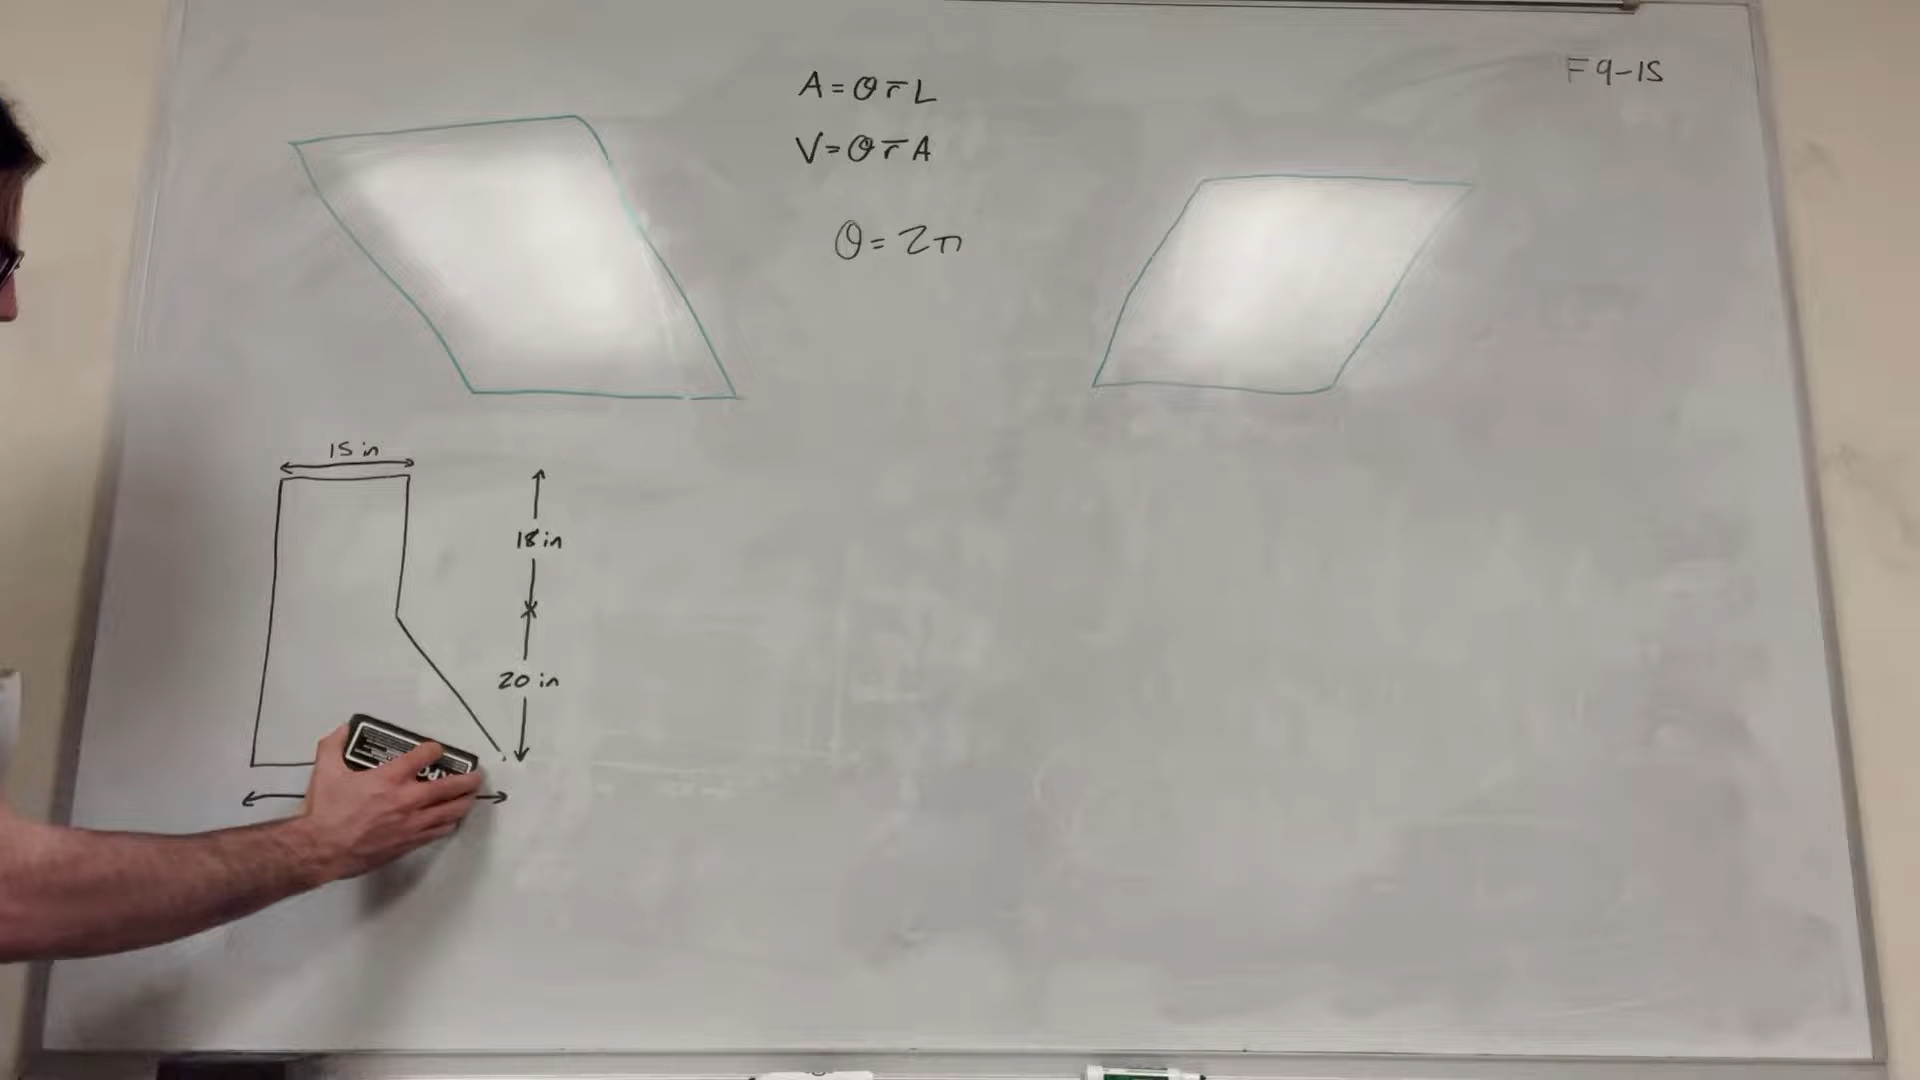 F9-15
A = θ r̄ L
V = θ r̄ A
θ = 2π
15 in
18 in
20 in